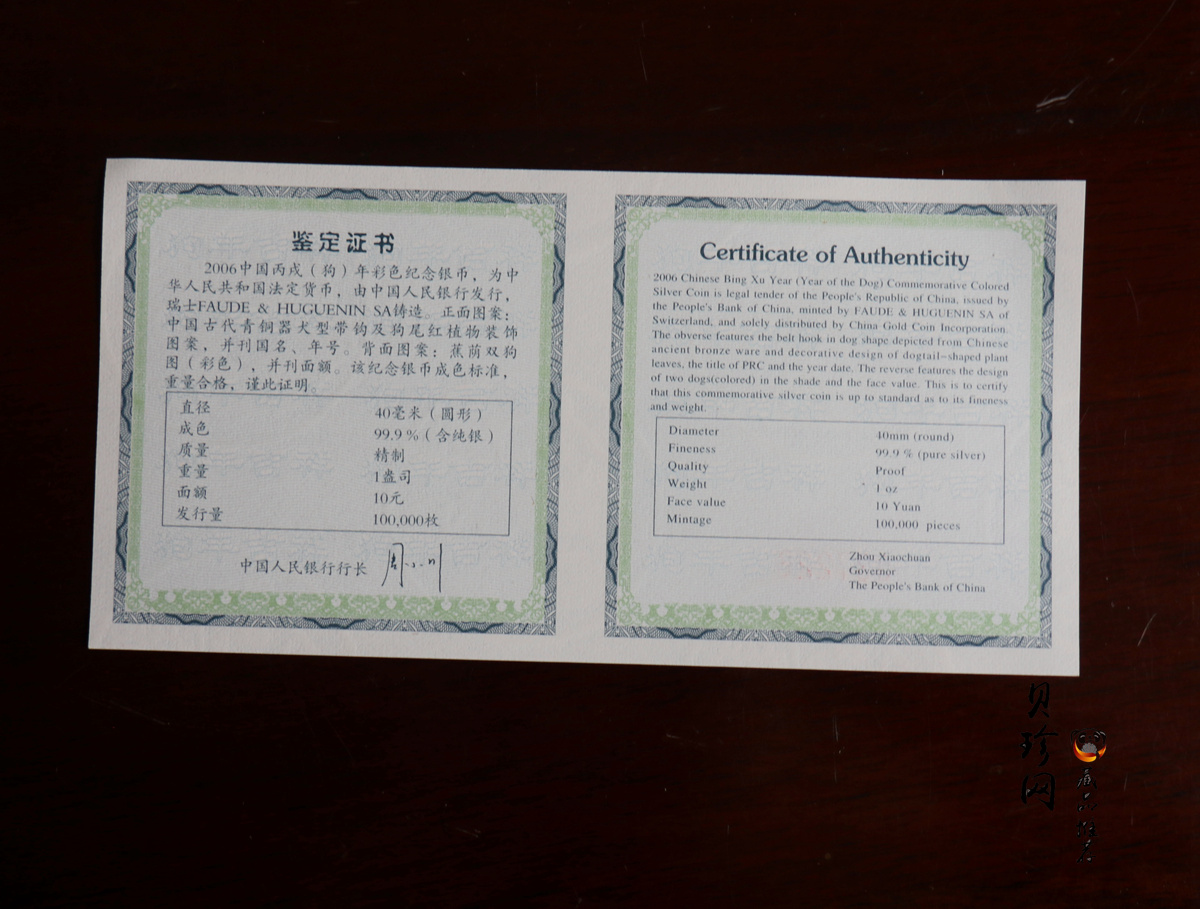 鉴定证书
2006中国丙戌（狗）年彩色纪念银币，为中
华人民共和国法定货币，由中国人民银行发行，
瑞士FAUDE & HUGUENIN SA铸造。正面图案：
中国古代青铜器犬型带钩及狗尾红植物装饰
图案，并刊国名、年号。背面图案：蕉荫双狗
图（彩色），并刊面额。该纪念银币成色标准，
重量合格，谨此证明。
直径 40毫米（圆形）
成色 99.9%（含纯银）
质量 精制
重量 1盎司
面额 10元
发行量 100,000枚
中国人民银行行长 周小川
Certificate of Authenticity
2006 Chinese Bing Xu Year (Year of the Dog) Commemorative Colored
Silver Coin is legal tender of the People's Republic of China, issued by
the People's Bank of China, minted by FAUDE & HUGUENIN SA of
Switzerland, and solely distributed by China Gold Coin Incorporation.
The obverse features the belt hook in dog shape depicted from Chinese
ancient bronze ware and decorative design of dogtail-shaped plant
leaves, the title of PRC and the year date. The reverse features the design
of two dogs(colored) in the shade and the face value. This is to certify
that this commemorative silver coin is up to standard as to its fineness
and weight.
Diameter 40mm (round)
Fineness 99.9 % (pure silver)
Quality Proof
Weight 1 oz
Face value 10 Yuan
Mintage 100,000 pieces
Zhou Xiaochuan
Governor
The People's Bank of China
贝珍网